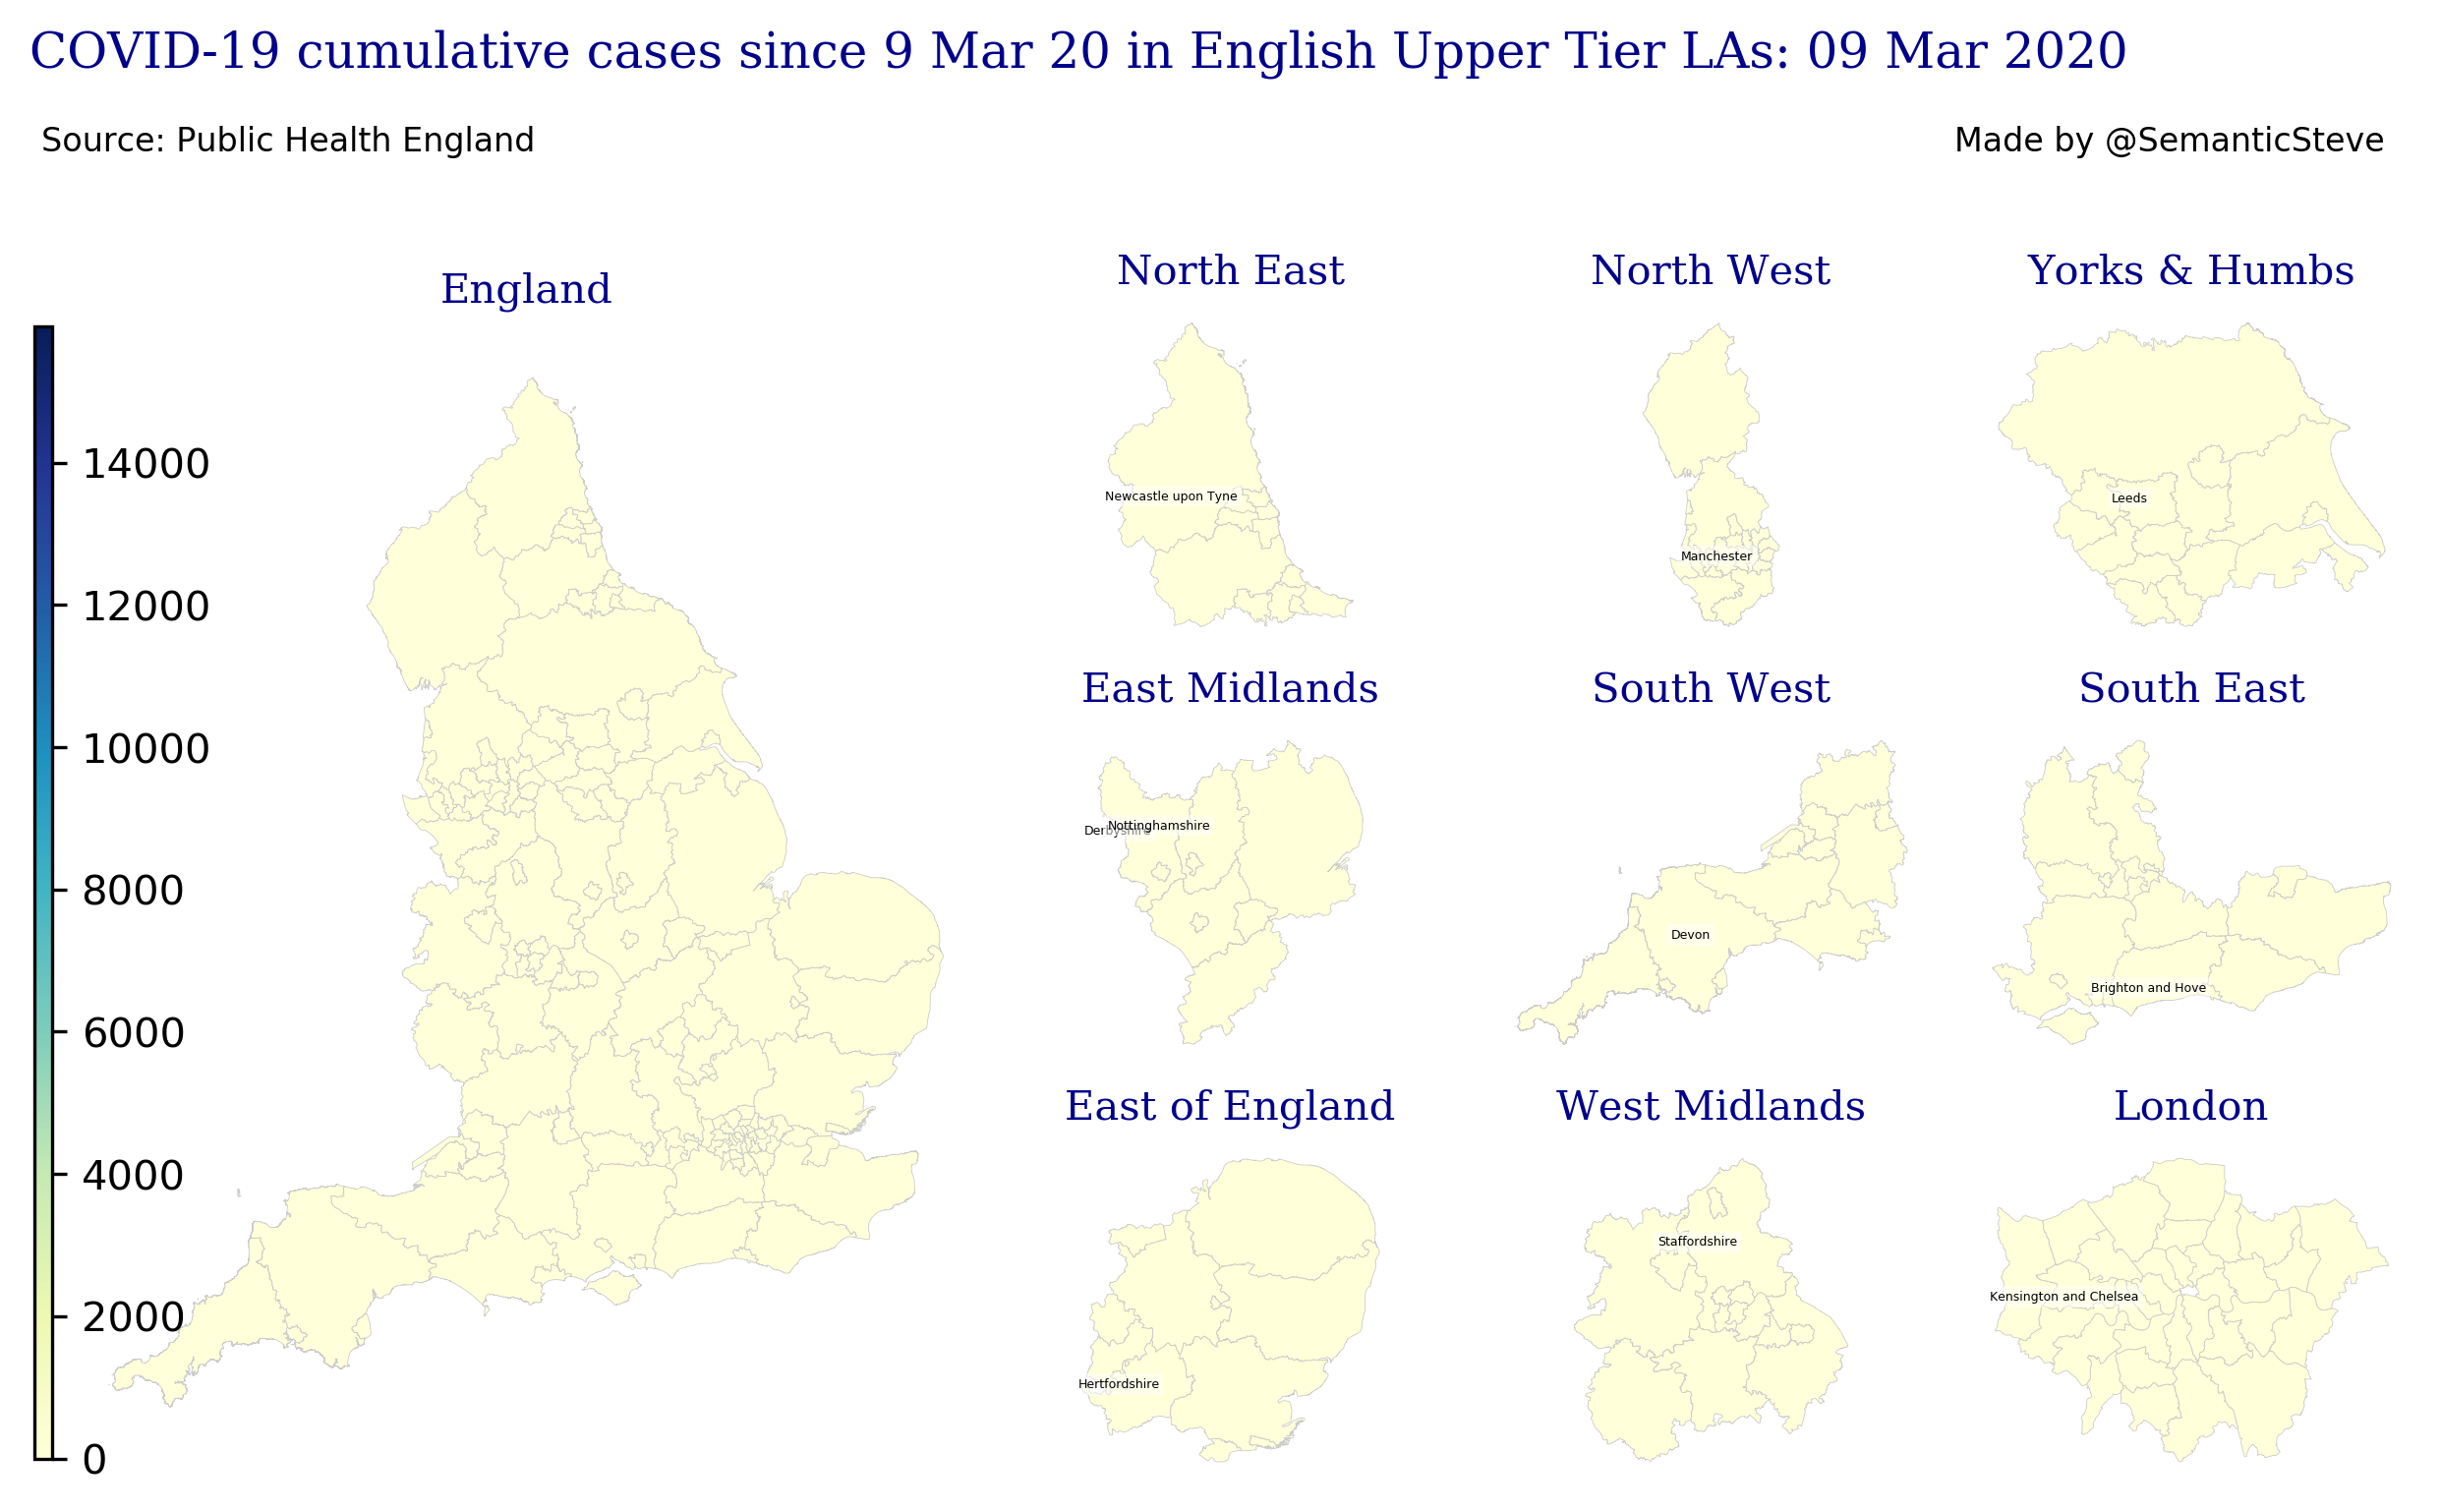 COVID-19 cumulative cases since 9 Mar 20 in English Upper Tier LAs: 09 Mar 2020
Source: Public Health England
Made by @SemanticSteve
England
14000
12000
10000
8000
6000
4000
2000
0
North East
Newcastle upon Tyne
North West
Manchester
Yorks & Humbs
Leeds
East Midlands
Nottinghamshire
Derbyshire
South West
Devon
South East
Brighton and Hove
East of England
Hertfordshire
West Midlands
Staffordshire
London
Kensington and Chelsea